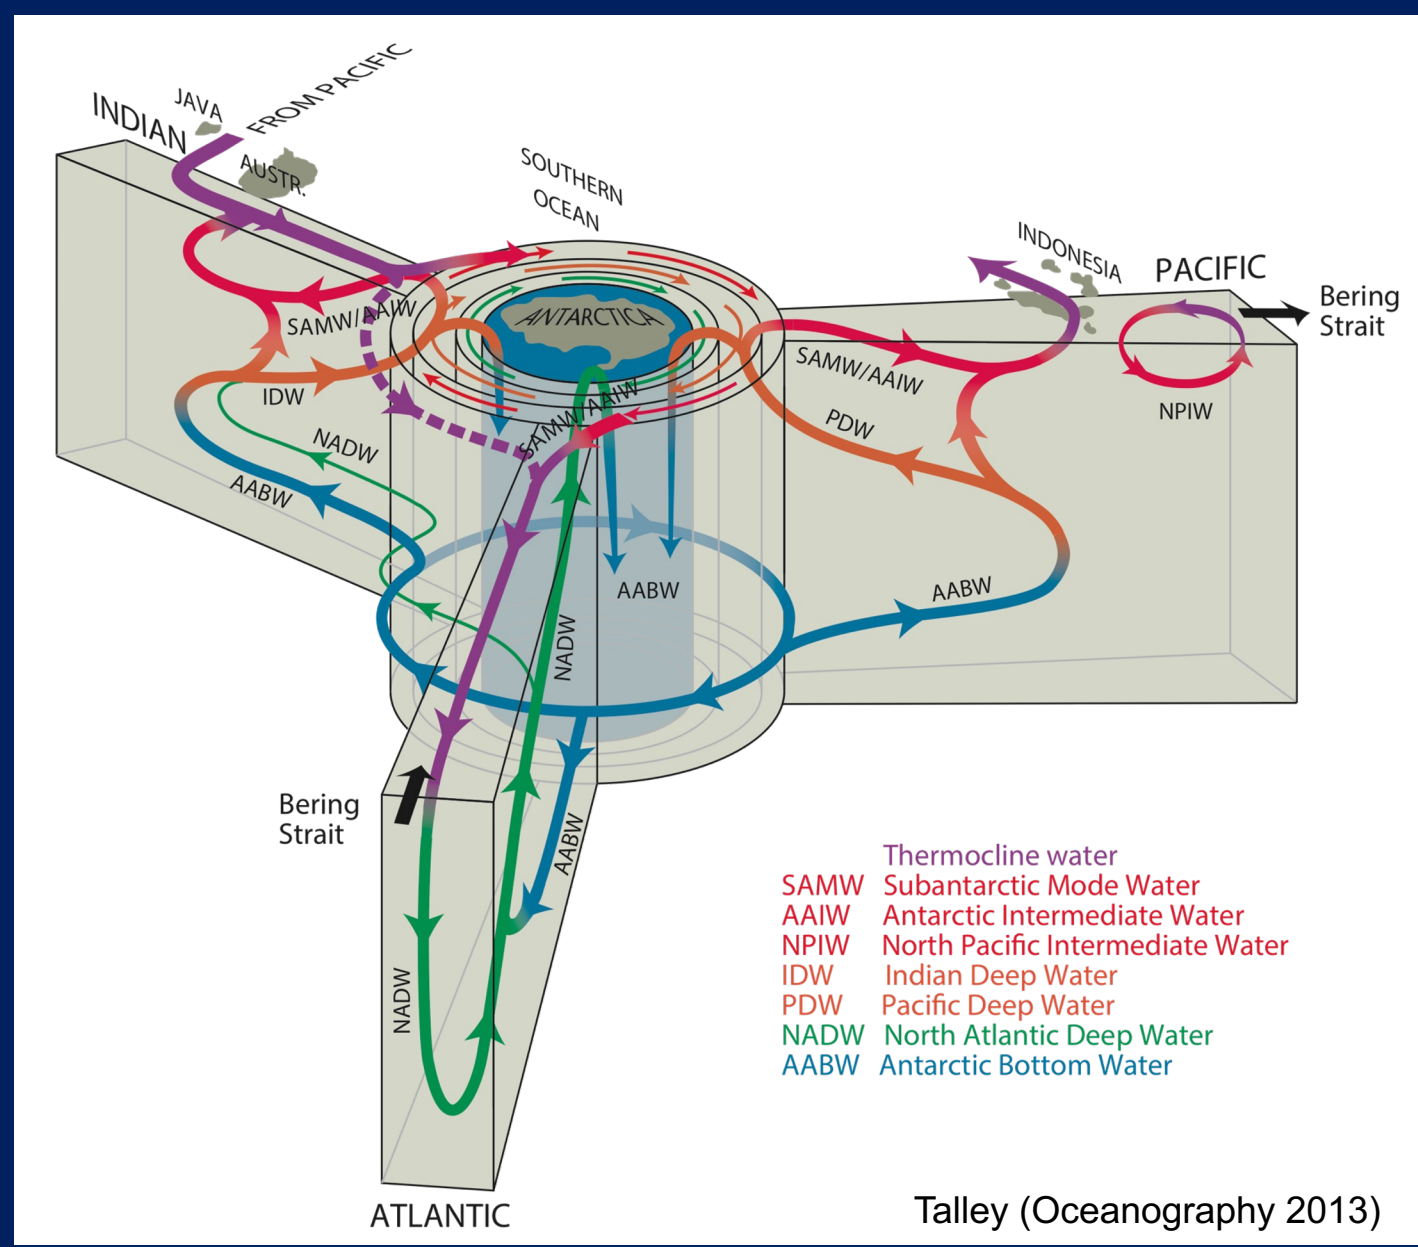 FROM PACIFIC
JAVA
INDIAN
AUSTR.
SOUTHERN
OCEAN
INDONESIA
PACIFIC
Bering
Strait
ANTARCTICA
SAMW/AAIW
SAMW/AAIW
NPIW
IDW
SAMW/AAIW
PDW
NADW
AABW
AABW
AABW
NADW
Bering
Strait
AABW
NADW
ATLANTIC
Thermocline water
SAMW Subantarctic Mode Water
AAIW Antarctic Intermediate Water
NPIW North Pacific Intermediate Water
IDW Indian Deep Water
PDW Pacific Deep Water
NADW North Atlantic Deep Water
AABW Antarctic Bottom Water
Talley (Oceanography 2013)